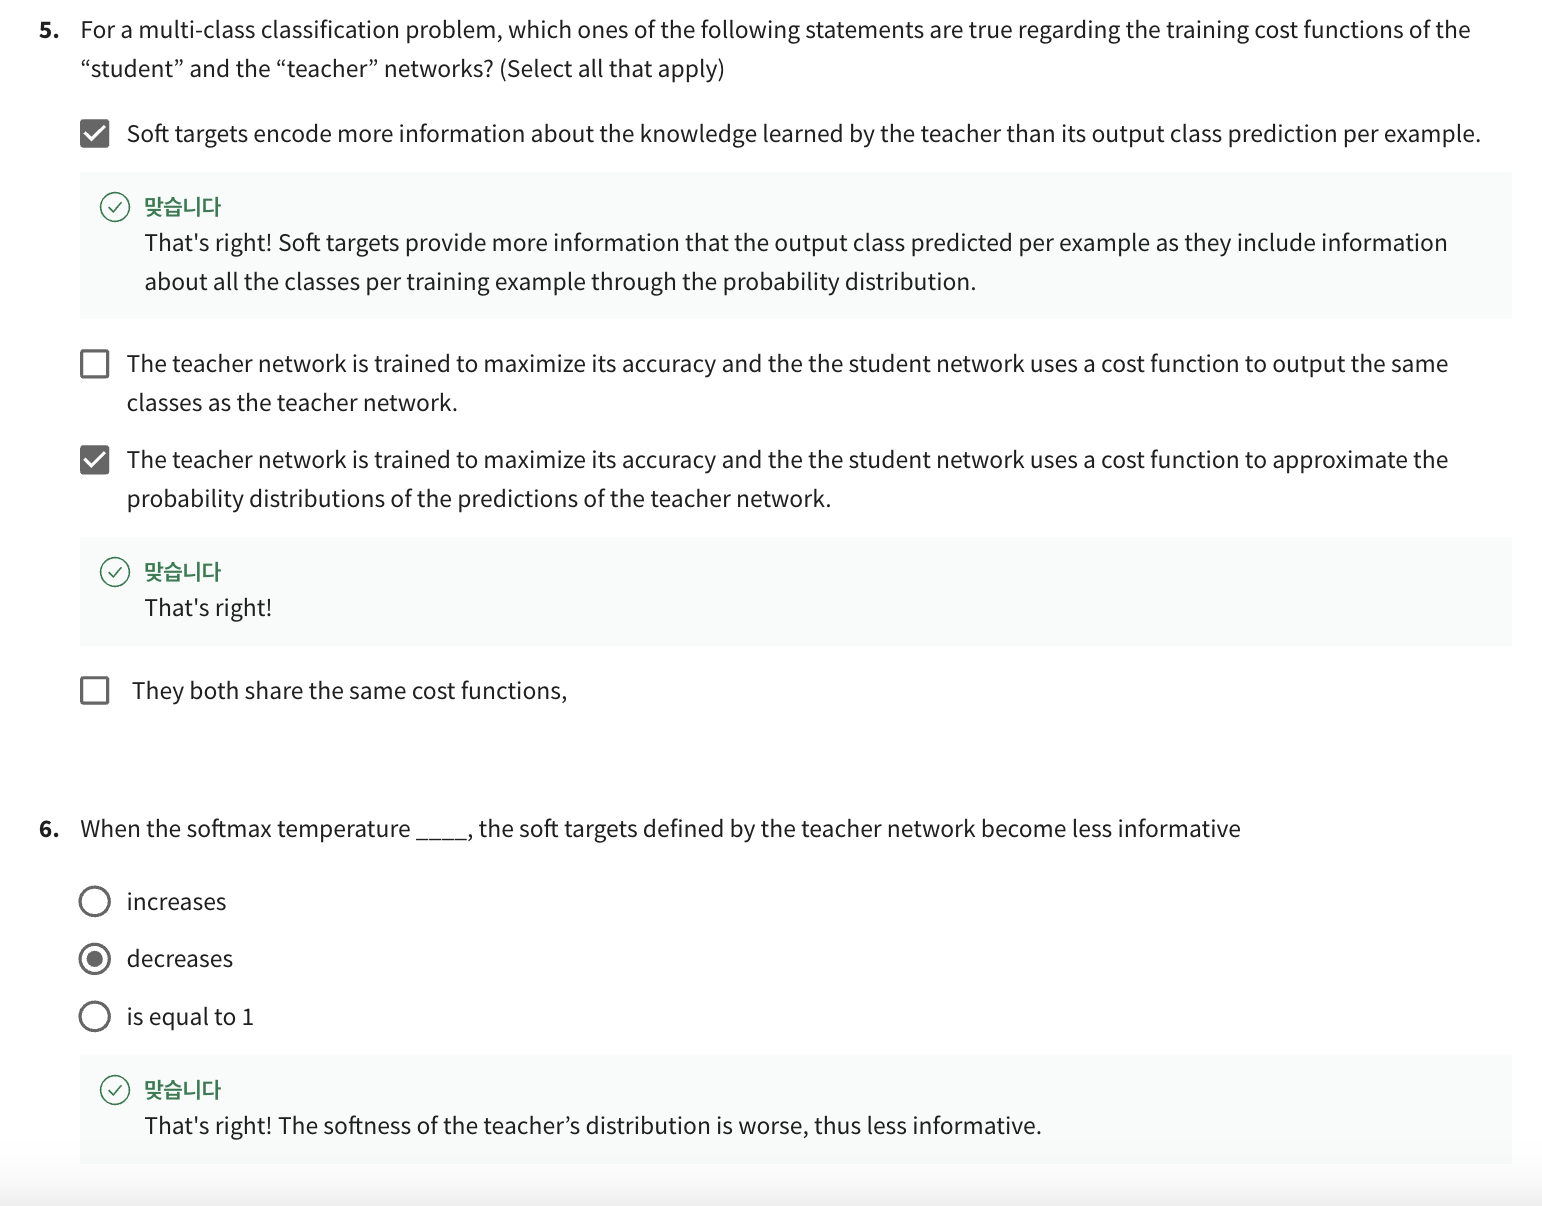 5. For a multi-class classification problem, which ones of the following statements are true regarding the training cost functions of the
“student” and the “teacher” networks? (Select all that apply)
Soft targets encode more information about the knowledge learned by the teacher than its output class prediction per example.
맞습니다
That's right! Soft targets provide more information that the output class predicted per example as they include information
about all the classes per training example through the probability distribution.
The teacher network is trained to maximize its accuracy and the the student network uses a cost function to output the same
classes as the teacher network.
The teacher network is trained to maximize its accuracy and the the student network uses a cost function to approximate the
probability distributions of the predictions of the teacher network.
맞습니다
That's right!
They both share the same cost functions,
6. When the softmax temperature ____, the soft targets defined by the teacher network become less informative
increases
decreases
is equal to 1
맞습니다
That's right! The softness of the teacher’s distribution is worse, thus less informative.